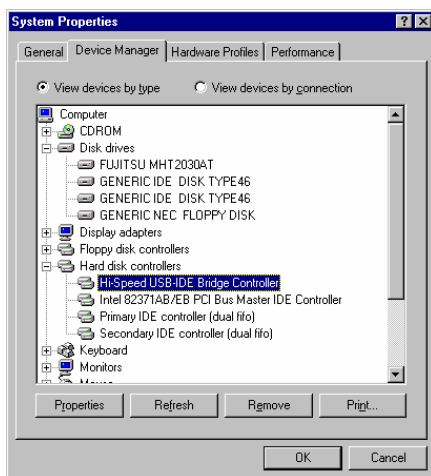 System Properties
General Device Manager Hardware Profiles Performance
View devices by type View devices by connection
Computer
CDROM
Disk drives
FUJITSU MHT2030AT
GENERIC IDE DISK TYPE46
GENERIC IDE DISK TYPE46
GENERIC NEC FLOPPY DISK
Display adapters
Floppy disk controllers
Hard disk controllers
Hi-Speed USB-IDE Bridge Controller
Intel 82371AB/EB PCI Bus Master IDE Controller
Primary IDE controller (dual fifo)
Secondary IDE controller (dual fifo)
Keyboard
Monitors
Properties Refresh Remove Print...
OK Cancel